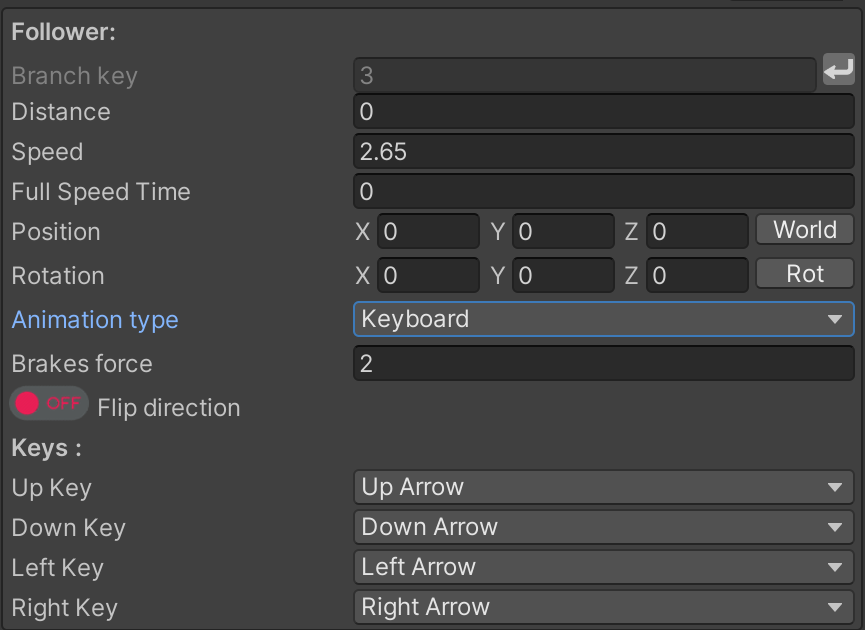 Follower:
Branch key 3
Distance 0
Speed 2.65
Full Speed Time 0
Position X 0 Y 0 Z 0 World
Rotation X 0 Y 0 Z 0 Rot
Animation type Keyboard
Brakes force 2
OFF Flip direction
Keys :
Up Key Up Arrow
Down Key Down Arrow
Left Key Left Arrow
Right Key Right Arrow